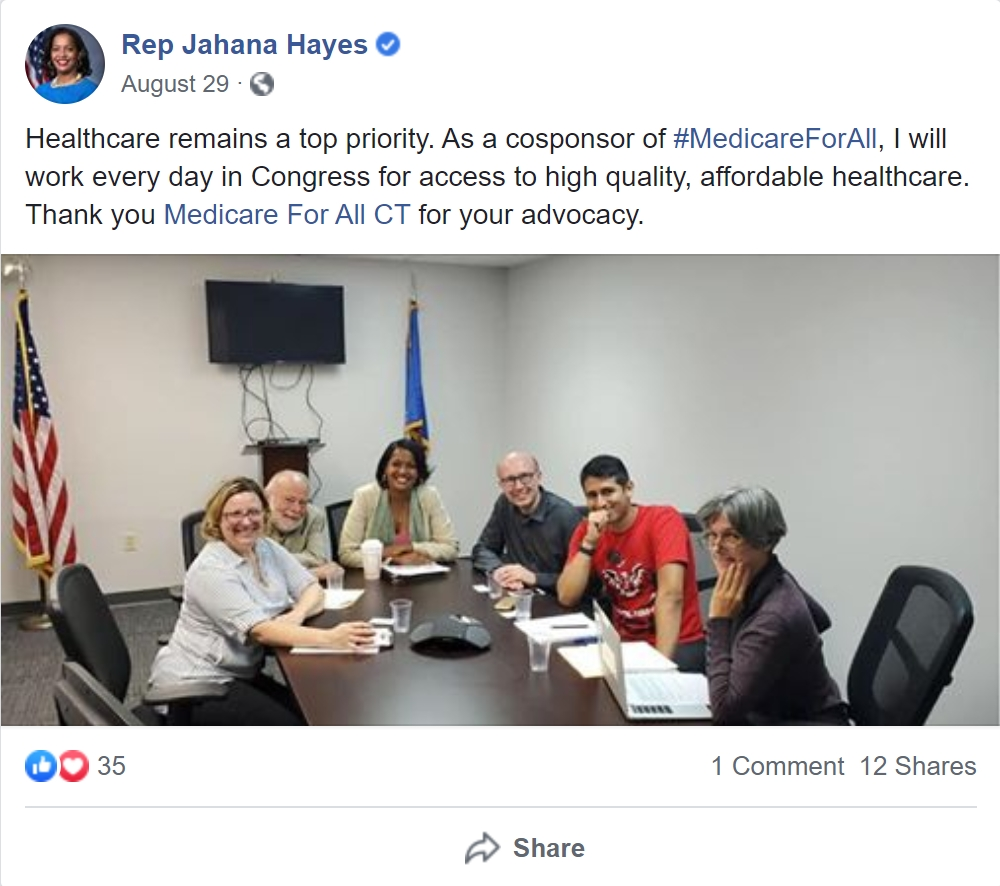 Rep Jahana Hayes
August 29 ·
Healthcare remains a top priority. As a cosponsor of #MedicareForAll, I will
work every day in Congress for access to high quality, affordable healthcare.
Thank you Medicare For All CT for your advocacy.
35
1 Comment 12 Shares
Share